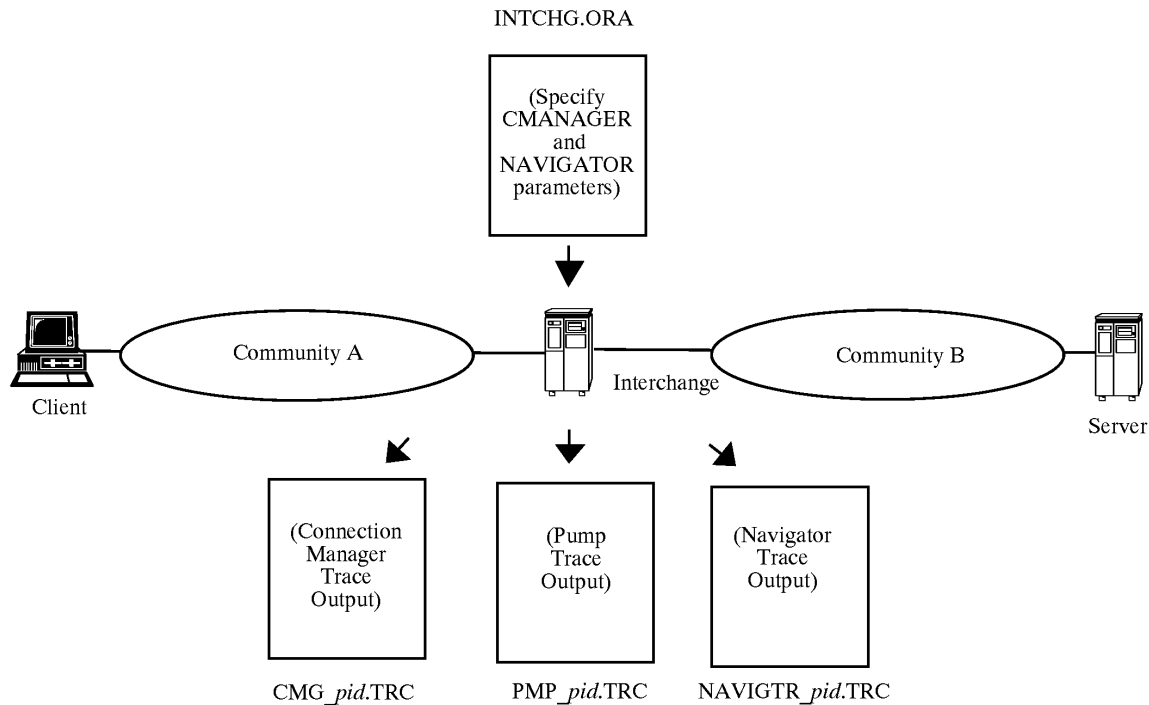 INTCHG.ORA
(Specify
CMANAGER
and
NAVIGATOR
parameters)
Community A
Community B
Interchange
Client
Server
(Connection
Manager
Trace
Output)
(Pump
Trace
Output)
(Navigator
Trace
Output)
CMG_pid.TRC
PMP_pid.TRC
NAVIGTR_pid.TRC